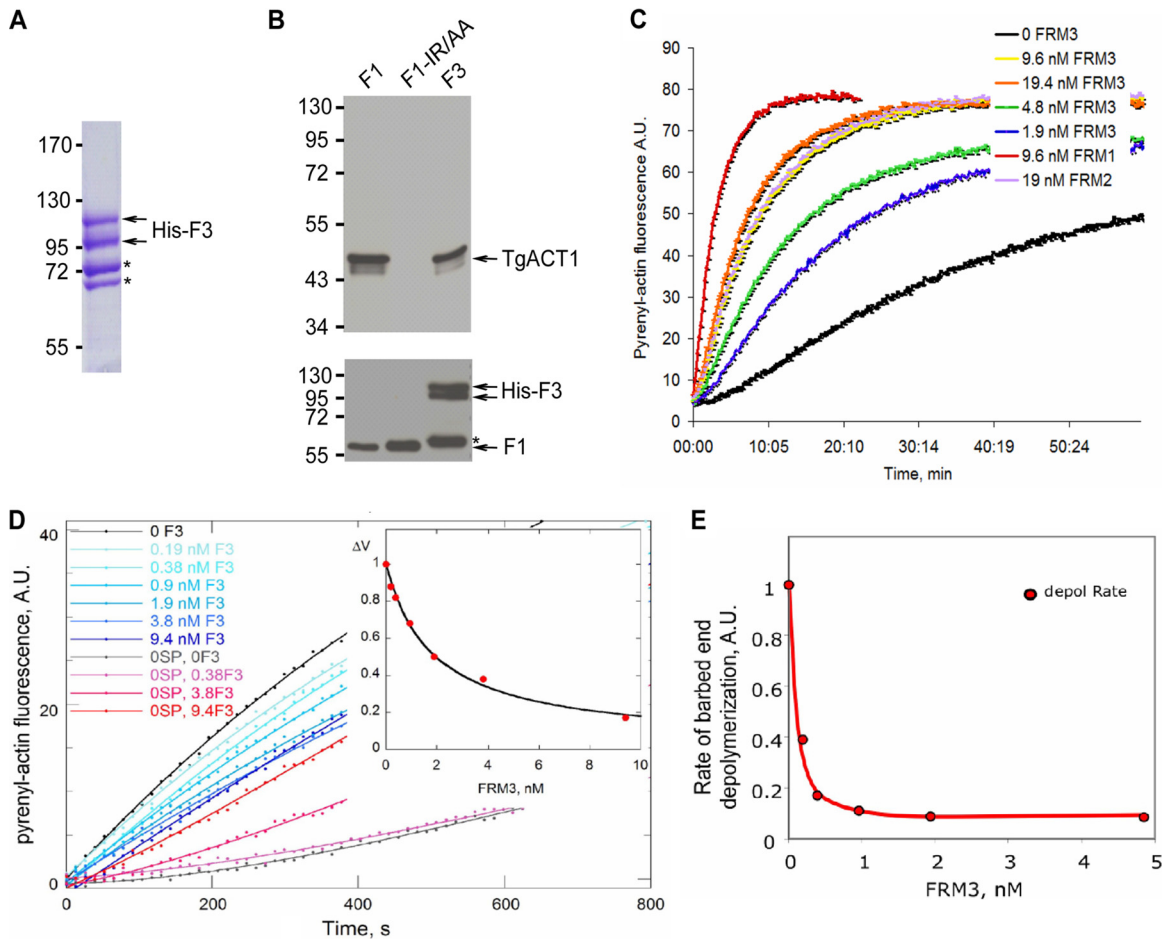 A
170
130
95
72
55
His-F3
*
*
B
F1
F1-IR/AA
F3
130
95
72
55
43
34
TgACT1
130
95
72
55
His-F3
*
F1
C
Pyrenyl-actin fluorescence A.U.
90
80
70
60
50
40
30
20
10
0
00:00 10:05 20:10 30:14 40:19 50:24
Time, min
0 FRM3
9.6 nM FRM3
19.4 nM FRM3
4.8 nM FRM3
1.9 nM FRM3
9.6 nM FRM1
19 nM FRM2
D
pyrenyl-actin fluorescence, A.U.
40
20
0
0 200 400 600 800
Time, s
0 F3
0.19 nM F3
0.38 nM F3
0.9 nM F3
1.9 nM F3
3.8 nM F3
9.4 nM F3
0SP, 0F3
0SP, 0.38F3
0SP, 3.8F3
0SP, 9.4F3
ΔV
1
0.8
0.6
0.4
0.2
0
0 2 4 6 8 10
FRM3, nM
E
Rate of barbed end
depolymerization, A.U.
1
0.8
0.6
0.4
0.2
0
0 1 2 3 4 5
FRM3, nM
depol Rate